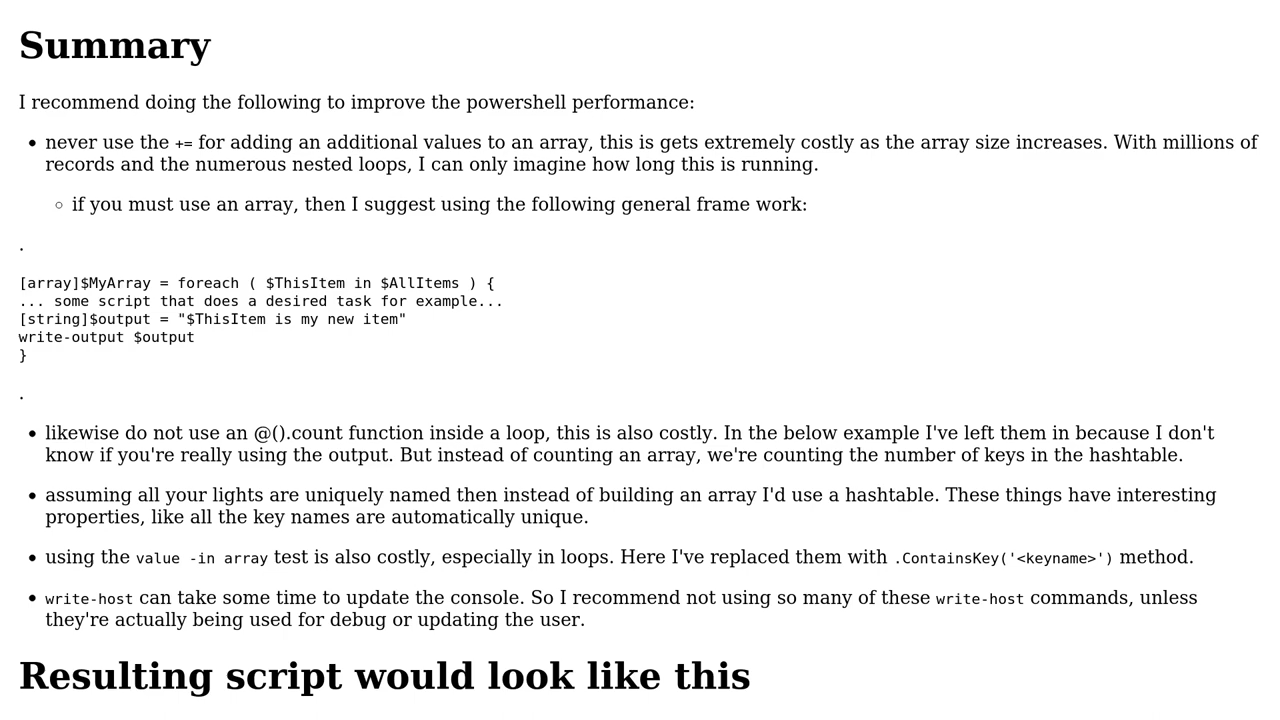 Summary
I recommend doing the following to improve the powershell performance:
• never use the += for adding an additional values to an array, this is gets extremely costly as the array size increases. With millions of
records and the numerous nested loops, I can only imagine how long this is running.
◦ if you must use an array, then I suggest using the following general frame work:
.
[array]$MyArray = foreach ( $ThisItem in $AllItems ) {
... some script that does a desired task for example...
[string]$output = "$ThisItem is my new item"
write-output $output
}
.
• likewise do not use an @().count function inside a loop, this is also costly. In the below example I've left them in because I don't
know if you're really using the output. But instead of counting an array, we're counting the number of keys in the hashtable.
• assuming all your lights are uniquely named then instead of building an array I'd use a hashtable. These things have interesting
properties, like all the key names are automatically unique.
• using the value -in array test is also costly, especially in loops. Here I've replaced them with .ContainsKey('<keyname>') method.
• write-host can take some time to update the console. So I recommend not using so many of these write-host commands, unless
they're actually being used for debug or updating the user.
Resulting script would look like this